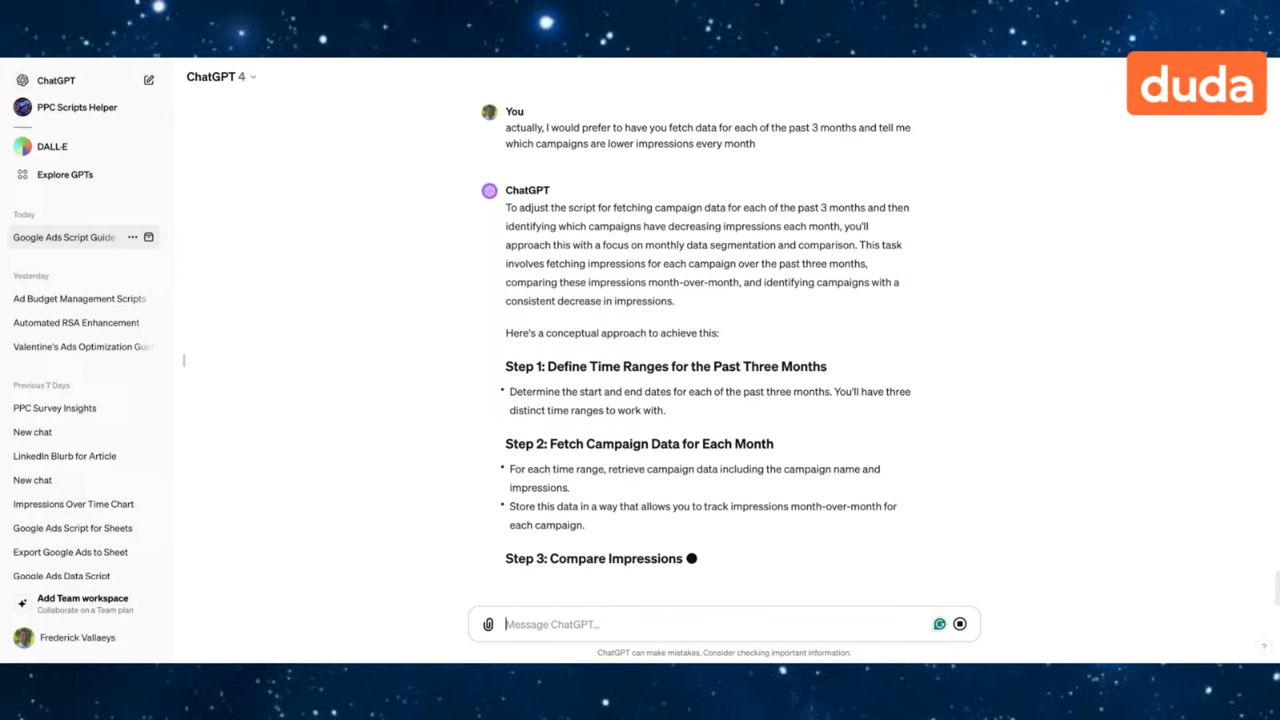 duda
ChatGPT
PPC Scripts Helper
DALL·E
Explore GPTs
Today
Google Ads Script Guide
Yesterday
Ad Budget Management Scripts
Automated RSA Enhancement
Valentine's Ads Optimization Guid
Previous 7 Days
PPC Survey Insights
New chat
LinkedIn Blurb for Article
New chat
Impressions Over Time Chart
Google Ads Script for Sheets
Export Google Ads to Sheet
Google Ads Data Script
Add Team workspace
Collaborate on a Team plan
Frederick Vallaeys
ChatGPT 4
You
actually, I would prefer to have you fetch data for each of the past 3 months and tell me
which campaigns are lower impressions every month
ChatGPT
To adjust the script for fetching campaign data for each of the past 3 months and then
identifying which campaigns have decreasing impressions each month, you'll
approach this with a focus on monthly data segmentation and comparison. This task
involves fetching impressions for each campaign over the past three months,
comparing these impressions month-over-month, and identifying campaigns with a
consistent decrease in impressions.
Here's a conceptual approach to achieve this:
Step 1: Define Time Ranges for the Past Three Months
• Determine the start and end dates for each of the past three months. You'll have three
distinct time ranges to work with.
Step 2: Fetch Campaign Data for Each Month
• For each time range, retrieve campaign data including the campaign name and
impressions.
• Store this data in a way that allows you to track impressions month-over-month for
each campaign.
Step 3: Compare Impressions
Message ChatGPT...
ChatGPT can make mistakes. Consider checking important information.
?